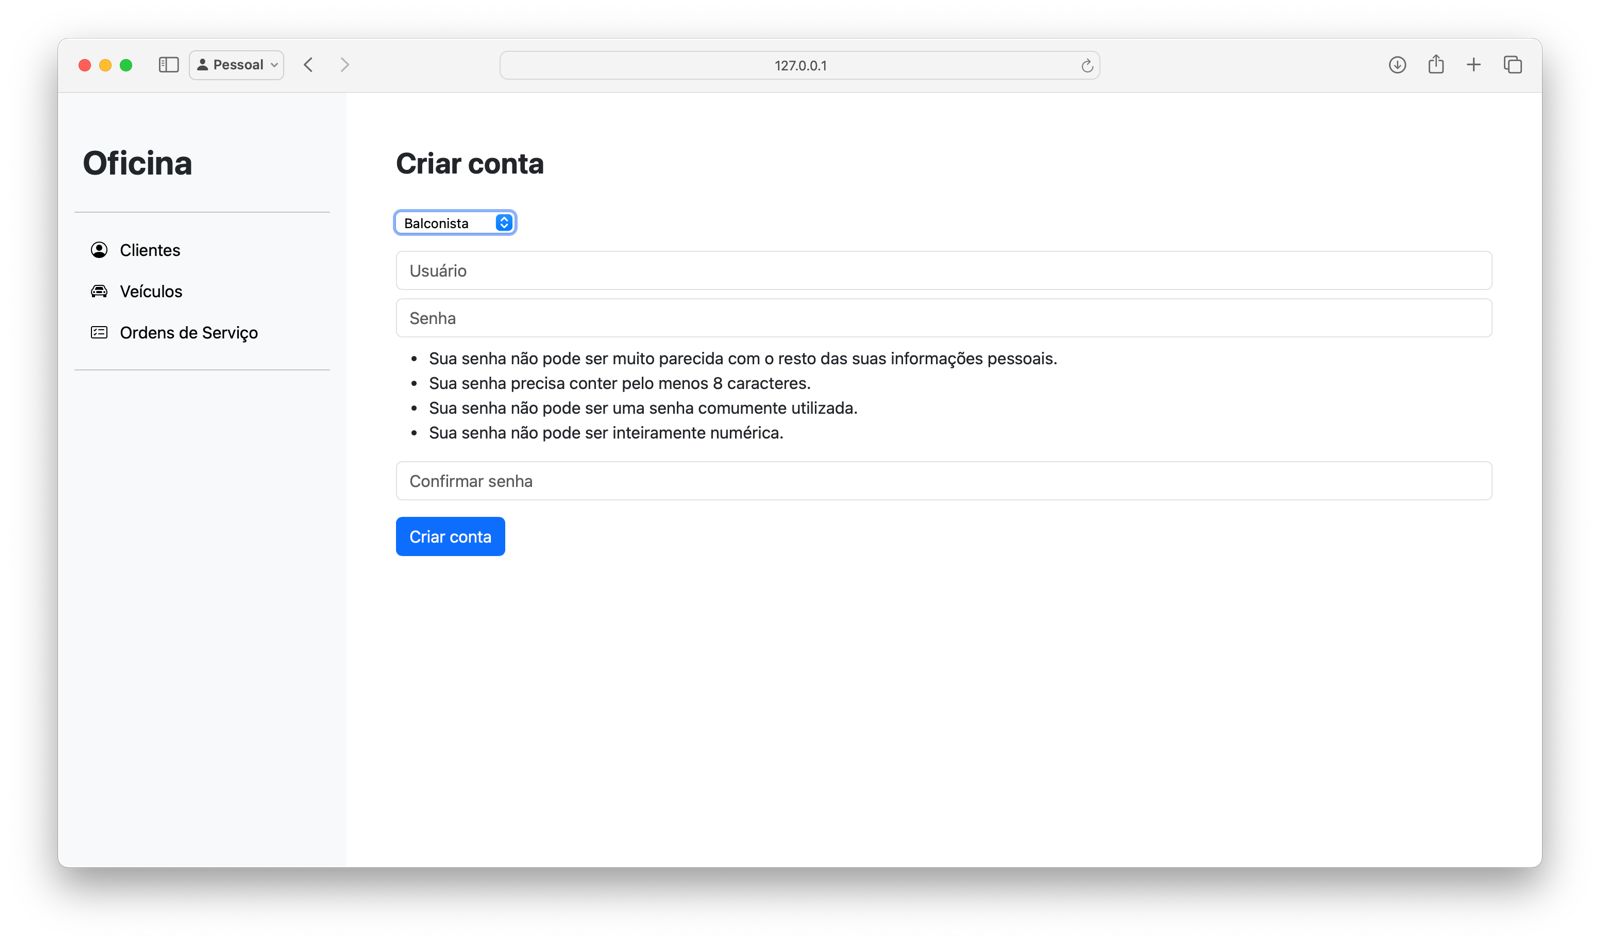 Pessoal
127.0.0.1
Oficina
Clientes
Veículos
Ordens de Serviço
Criar conta
Balconista
Usuário
Senha
• Sua senha não pode ser muito parecida com o resto das suas informações pessoais.
• Sua senha precisa conter pelo menos 8 caracteres.
• Sua senha não pode ser uma senha comumente utilizada.
• Sua senha não pode ser inteiramente numérica.
Confirmar senha
Criar conta